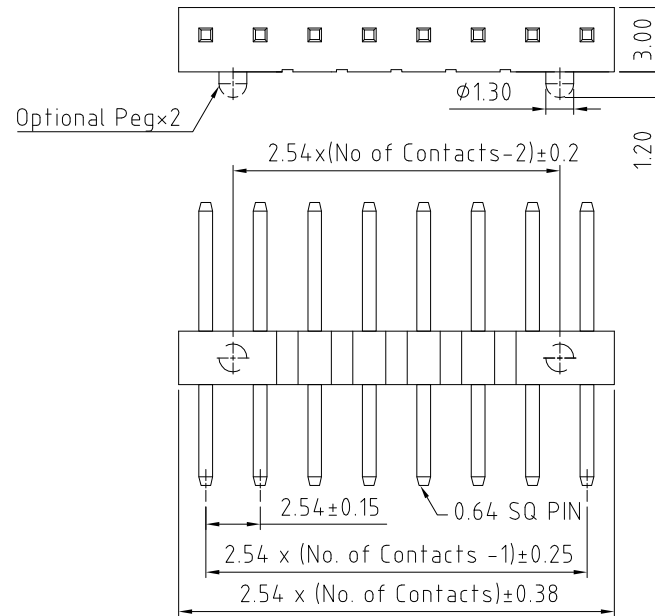 3.00
Optional Peg×2
Φ1.30
1.20
2.54x(No of Contacts-2)±0.2
2.54±0.15
0.64 SQ PIN
2.54 x (No. of Contacts -1)±0.25
2.54 x (No. of Contacts)±0.38